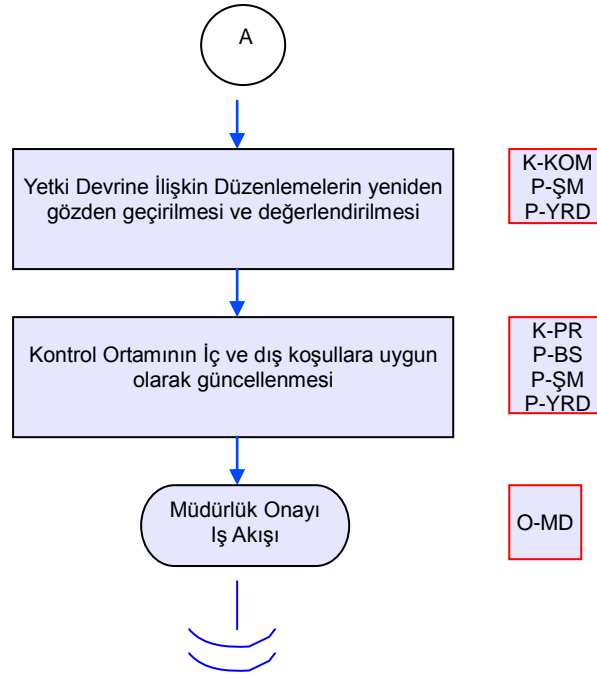 A
Yetki Devrine İlişkin Düzenlemelerin yeniden
gözden geçirilmesi ve değerlendirilmesi
K-KOM
P-ŞM
P-YRD
Kontrol Ortamının İç ve dış koşullara uygun
olarak güncellenmesi
K-PR
P-BS
P-ŞM
P-YRD
Müdürlük Onayı
Iş Akışı
O-MD